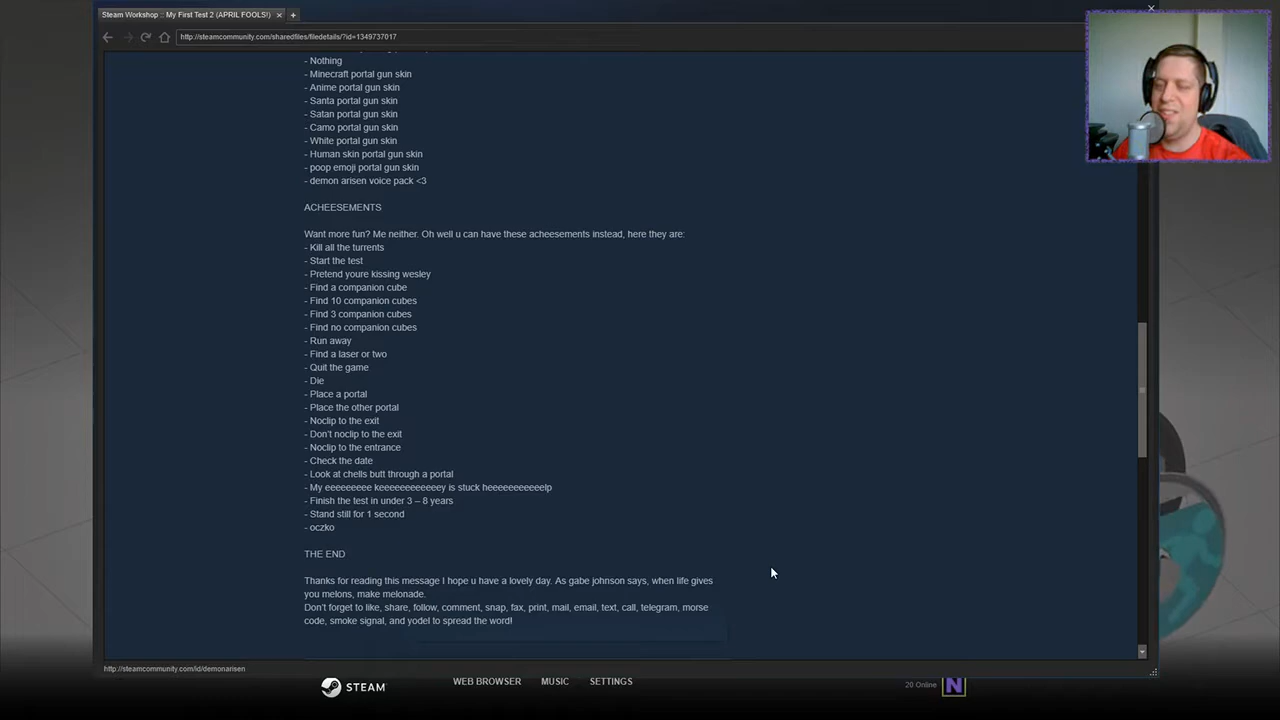 Steam Workshop :: My First Test 2 (APRIL FOOLS!)
http://steamcommunity.com/sharedfiles/filedetails/?id=1349737017
- Nothing
- Minecraft portal gun skin
- Anime portal gun skin
- Santa portal gun skin
- Satan portal gun skin
- Camo portal gun skin
- White portal gun skin
- Human skin portal gun skin
- poop emoji portal gun skin
- demon arisen voice pack <3
ACHEESEMENTS
Want more fun? Me neither. Oh well u can have these acheesements instead, here they are:
- Kill all the turrents
- Start the test
- Pretend youre kissing wesley
- Find a companion cube
- Find 10 companion cubes
- Find 3 companion cubes
- Find no companion cubes
- Run away
- Find a laser or two
- Quit the game
- Die
- Place a portal
- Place the other portal
- Noclip to the exit
- Don't noclip to the exit
- Noclip to the entrance
- Check the date
- Look at chells butt through a portal
- My eeeeeeeee keeeeeeeeeeeey is stuck heeeeeeeeeeelp
- Finish the test in under 3 – 8 years
- Stand still for 1 second
- oczko
THE END
Thanks for reading this message I hope u have a lovely day. As gabe johnson says, when life gives
you melons, make melonade.
Don't forget to like, share, follow, comment, snap, fax, print, mail, email, text, call, telegram, morse
code, smoke signal, and yodel to spread the word!
http://steamcommunity.com/id/demonarisen
STEAM
WEB BROWSER
MUSIC
SETTINGS
20 Online
N